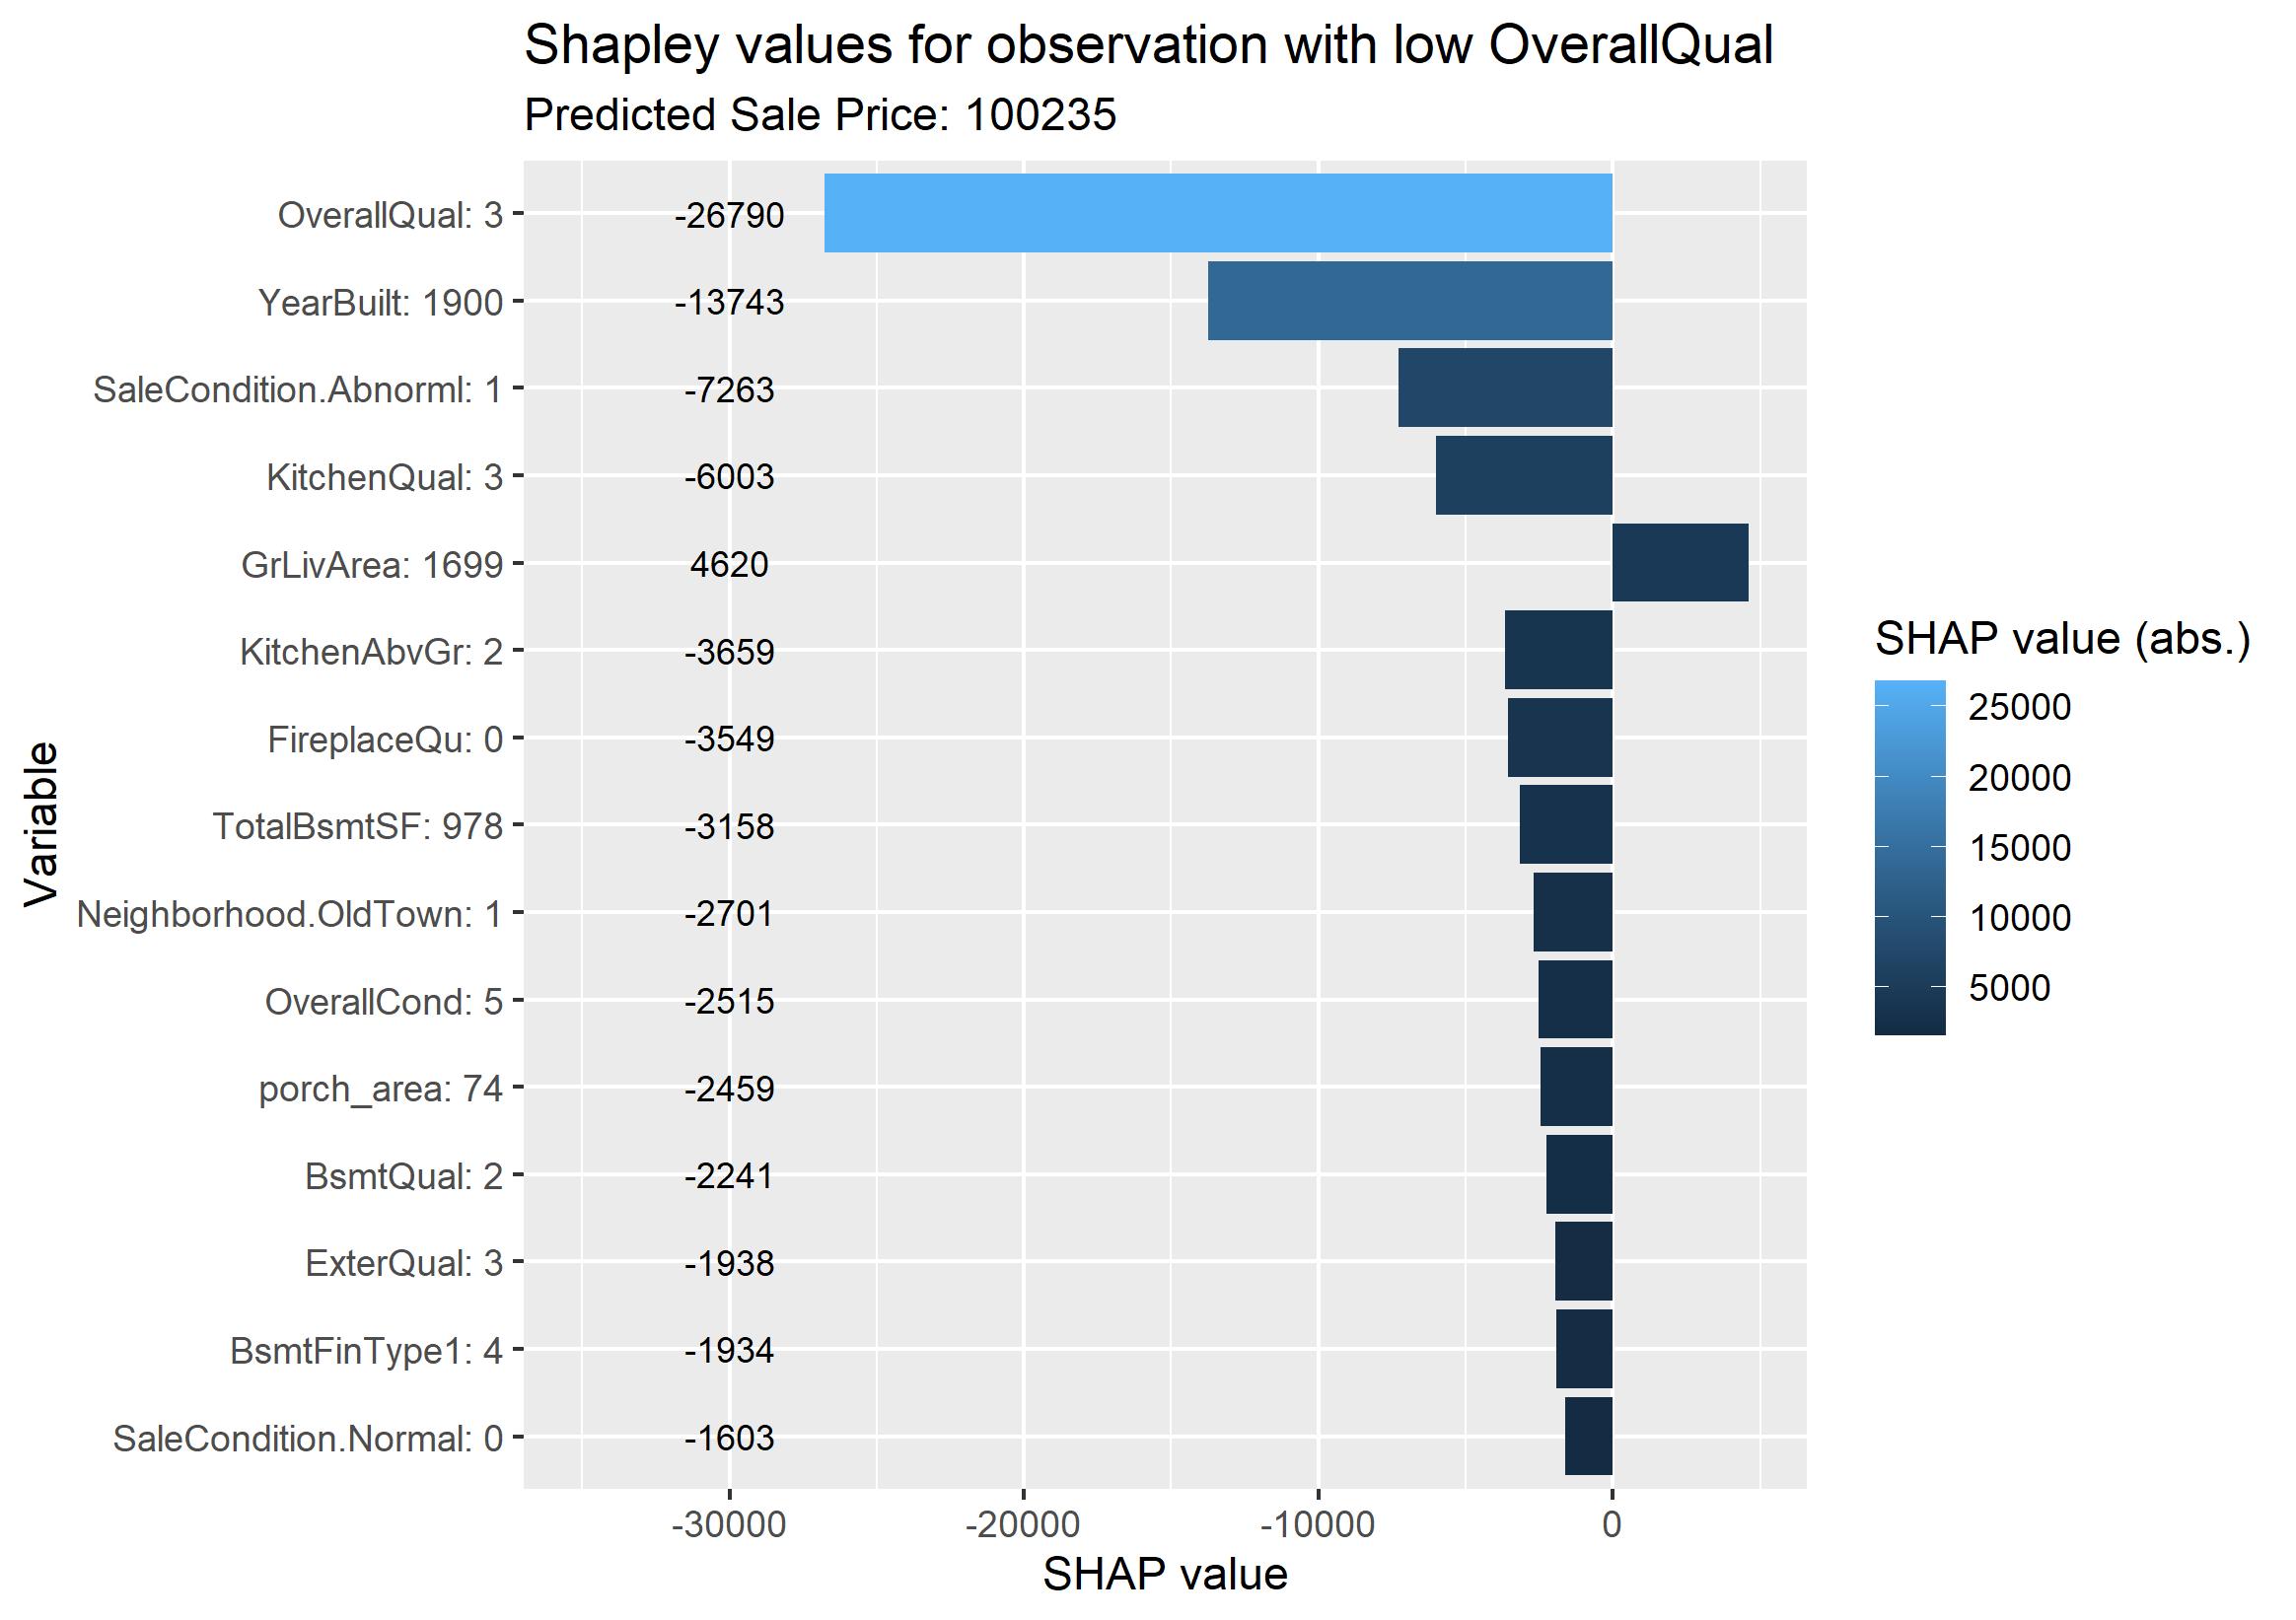 Shapley values for observation with low OverallQual
Predicted Sale Price: 100235
OverallQual: 3 -26790
YearBuilt: 1900 -13743
SaleCondition.Abnorml: 1 -7263
KitchenQual: 3 -6003
GrLivArea: 1699 4620
KitchenAbvGr: 2 -3659
FireplaceQu: 0 -3549
TotalBsmtSF: 978 -3158
Neighborhood.OldTown: 1 -2701
OverallCond: 5 -2515
porch_area: 74 -2459
BsmtQual: 2 -2241
ExterQual: 3 -1938
BsmtFinType1: 4 -1934
SaleCondition.Normal: 0 -1603
Variable
-30000 -20000 -10000 0
SHAP value
SHAP value (abs.)
25000
20000
15000
10000
5000